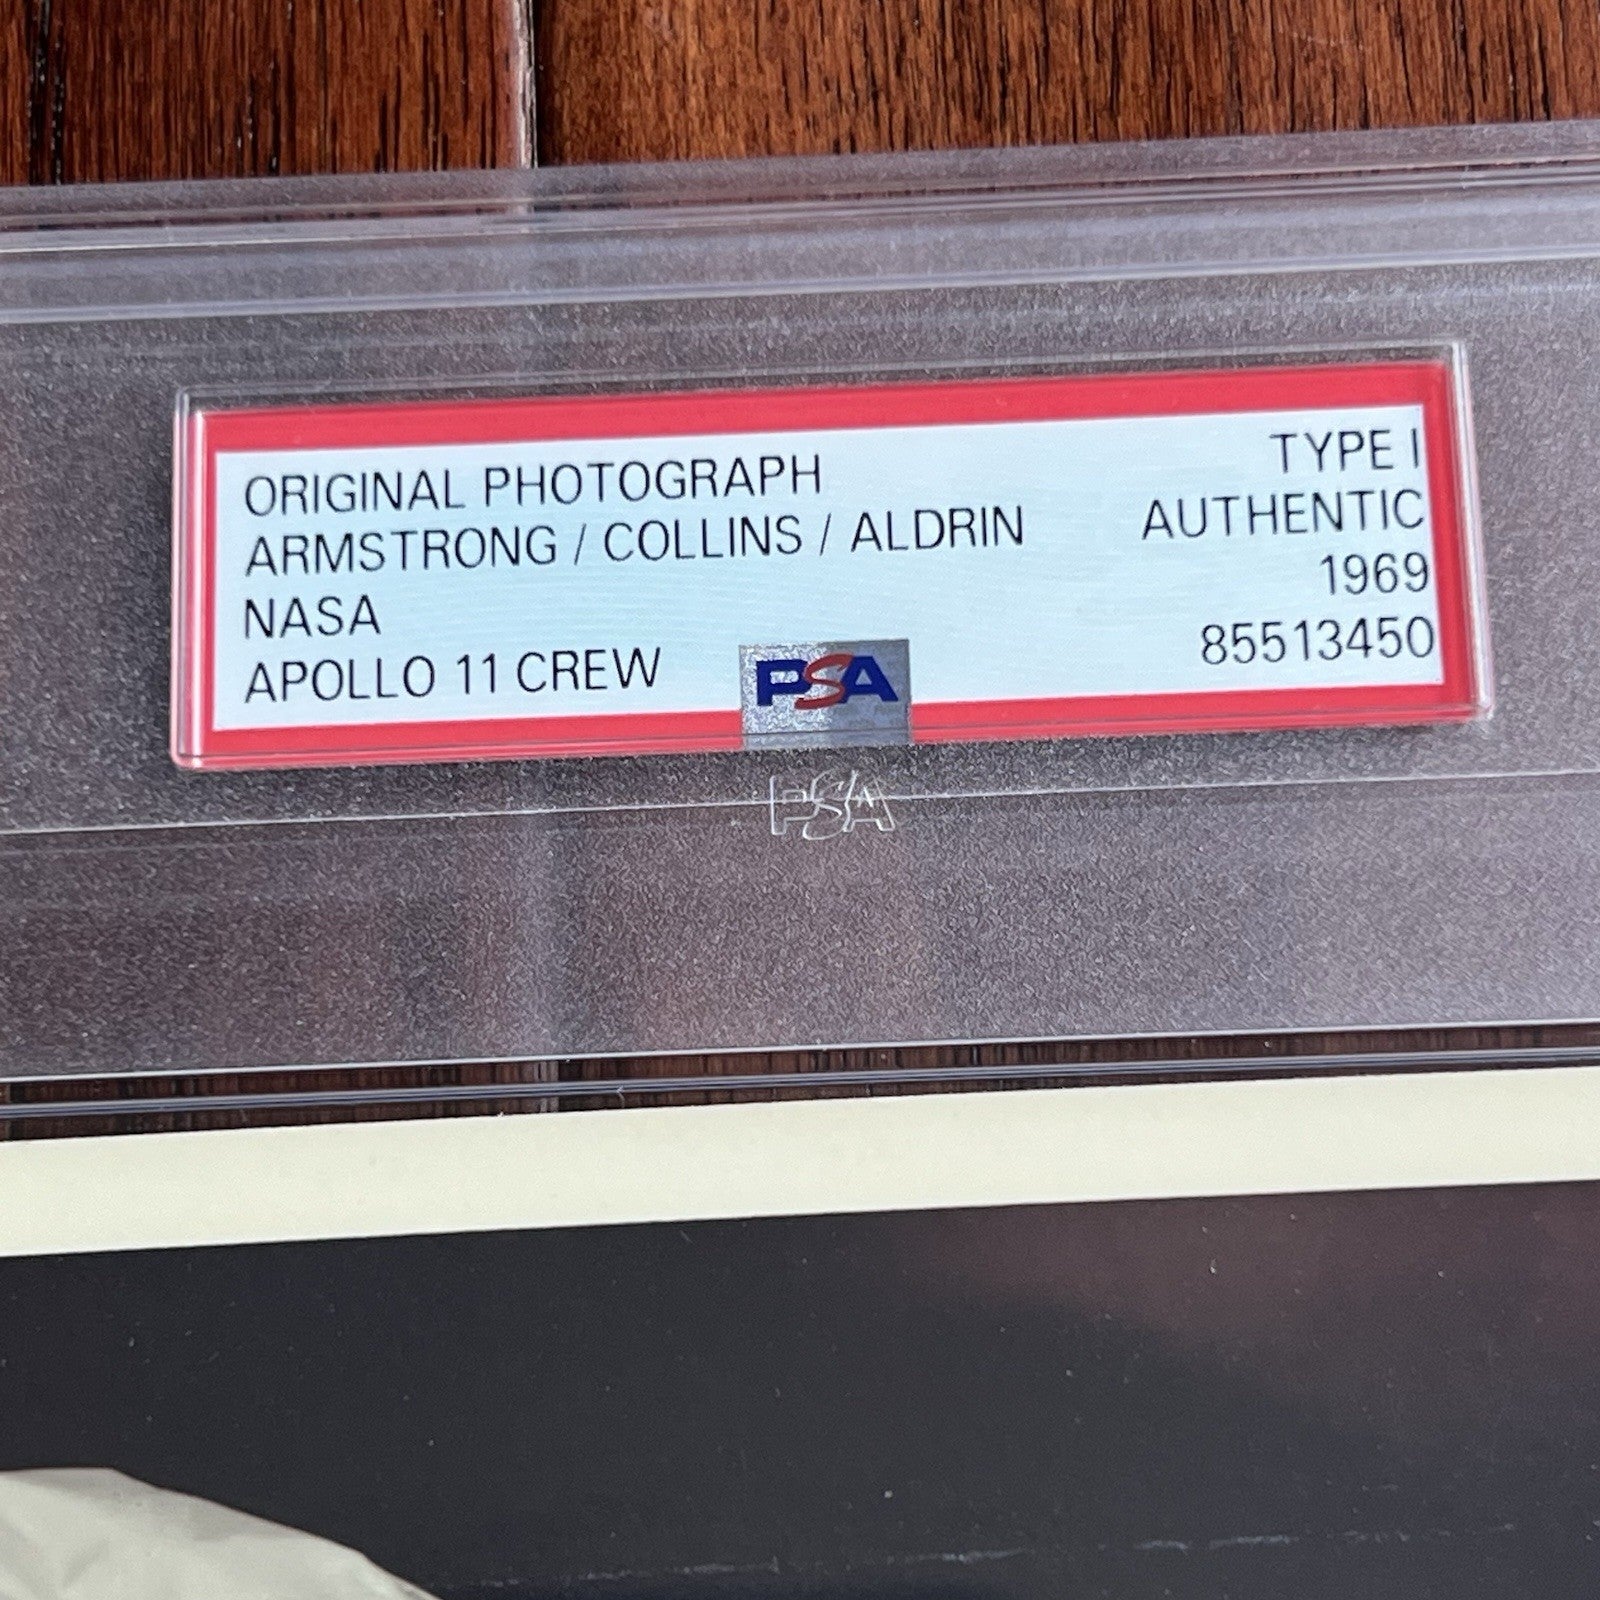 ORIGINAL PHOTOGRAPH
ARMSTRONG / COLLINS / ALDRIN
NASA
APOLLO 11 CREW
TYPE I
AUTHENTIC
1969
85513450
PSA
PSA